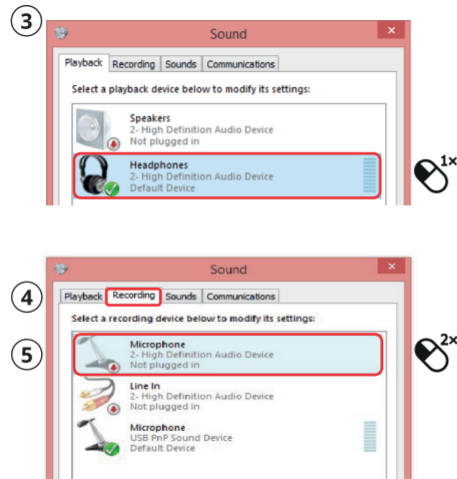 3
Sound
Playback Recording Sounds Communications
Select a playback device below to modify its settings:
Speakers
2- High Definition Audio Device
Not plugged in
Headphones
2- High Definition Audio Device
Default Device
1×
Sound
4
Playback Recording Sounds Communications
Select a recording device below to modify its settings:
5
Microphone
2- High Definition Audio Device
Not plugged in
2×
Line In
2- High Definition Audio Device
Not plugged in
Microphone
USB PnP Sound Device
Default Device